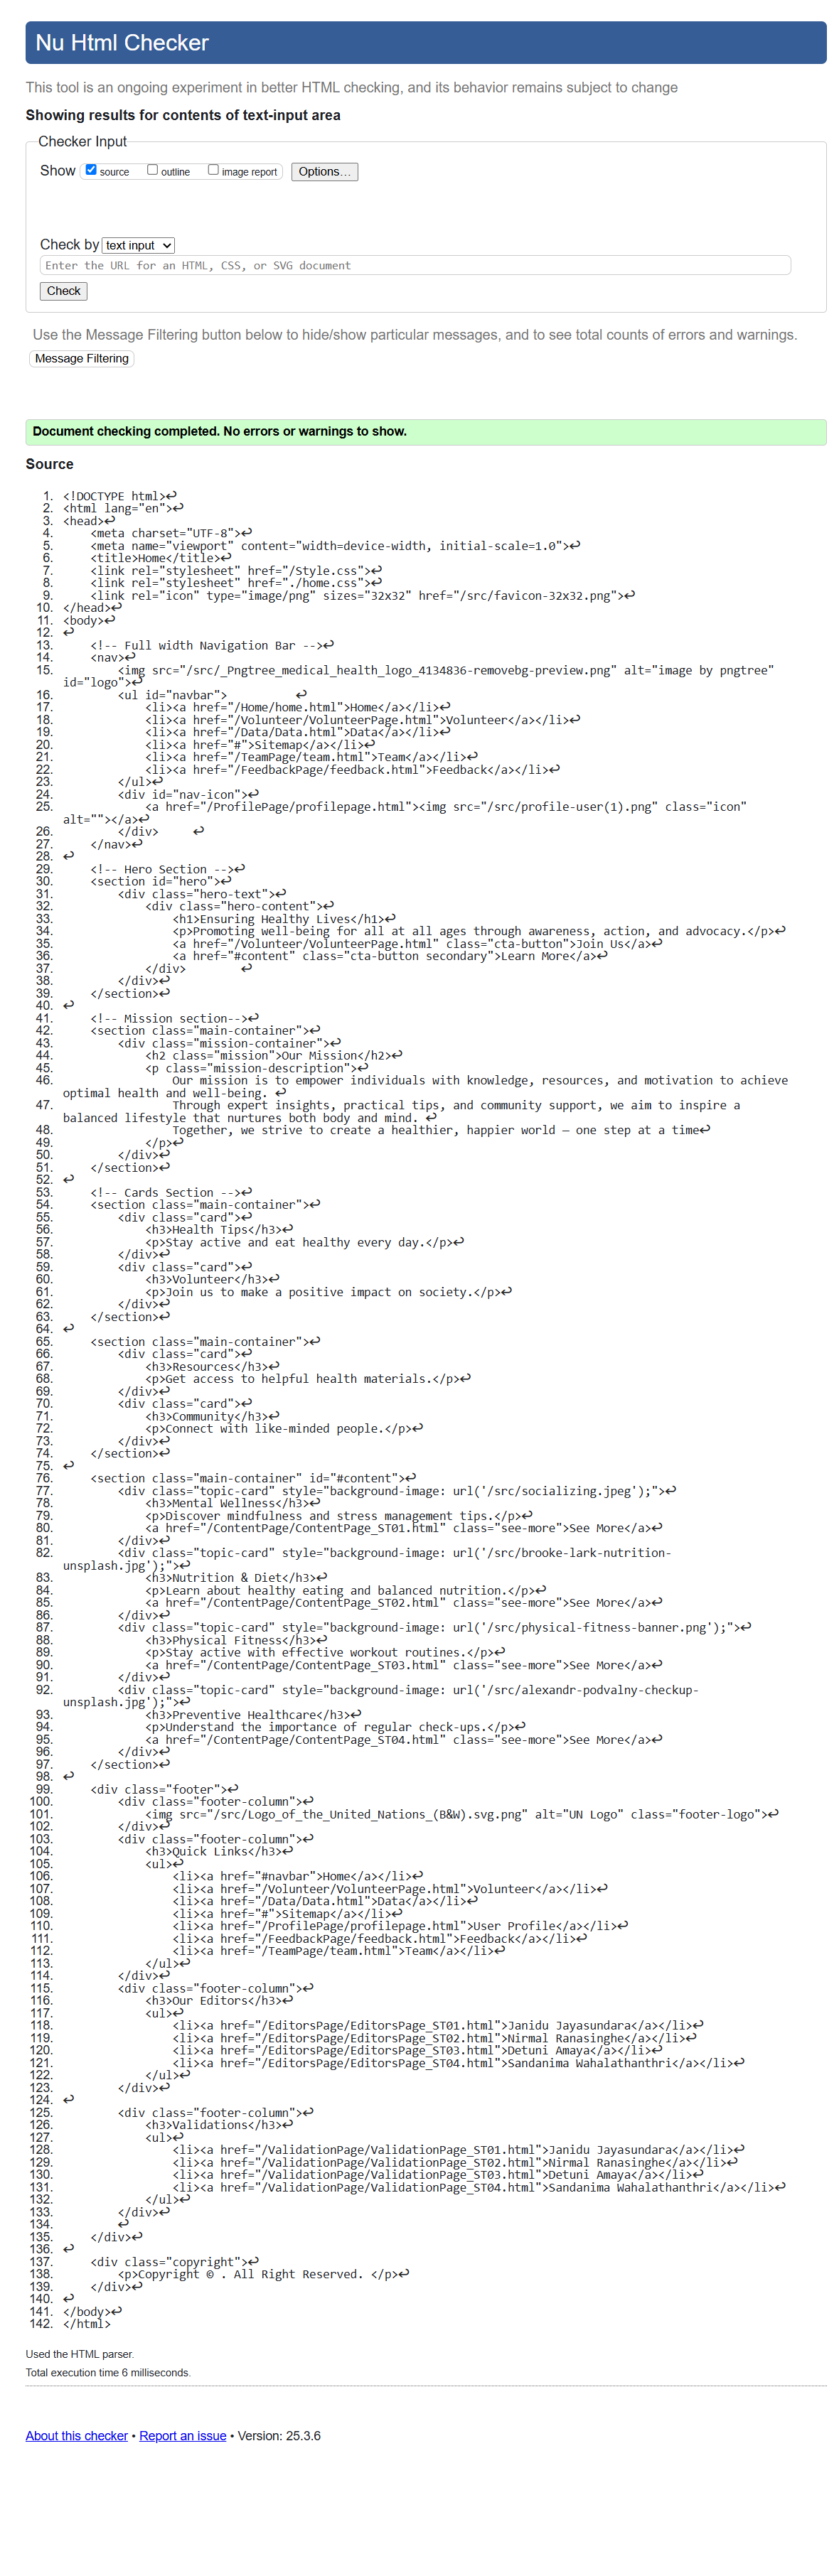 Nu Html Checker
This tool is an ongoing experiment in better HTML checking, and its behavior remains subject to change
Showing results for contents of text-input area
Checker Input
Show source outline image report Options...
Check by text input
Enter the URL for an HTML, CSS, or SVG document
Check
Use the Message Filtering button below to hide/show particular messages, and to see total counts of errors and warnings.
Message Filtering
Document checking completed. No errors or warnings to show.
Source
1. <!DOCTYPE html>↩
2. <html lang="en">↩
3. <head>↩
4. <meta charset="UTF-8">↩
5. <meta name="viewport" content="width=device-width, initial-scale=1.0">↩
6. <title>Home</title>↩
7. <link rel="stylesheet" href="/Style.css">↩
8. <link rel="stylesheet" href="./home.css">↩
9. <link rel="icon" type="image/png" sizes="32x32" href="/src/favicon-32x32.png">↩
10. </head>↩
11. <body>↩
12. ↩
13. <!-- Full width Navigation Bar -->↩
14. <nav>↩
15. <img src="/src/_Pngtree_medical_health_logo_4134836-removebg-preview.png" alt="image by pngtree"
id="logo">↩
16. <ul id="navbar"> ↩
17. <li><a href="/Home/home.html">Home</a></li>↩
18. <li><a href="/Volunteer/VolunteerPage.html">Volunteer</a></li>↩
19. <li><a href="/Data/Data.html">Data</a></li>↩
20. <li><a href="#">Sitemap</a></li>↩
21. <li><a href="/TeamPage/team.html">Team</a></li>↩
22. <li><a href="/FeedbackPage/feedback.html">Feedback</a></li>↩
23. </ul>↩
24. <div id="nav-icon">↩
25. <a href="/ProfilePage/profilepage.html"><img src="/src/profile-user(1).png" class="icon"
alt=""></a>↩
26. </div> ↩
27. </nav>↩
28. ↩
29. <!-- Hero Section -->↩
30. <section id="hero">↩
31. <div class="hero-text">↩
32. <div class="hero-content">↩
33. <h1>Ensuring Healthy Lives</h1>↩
34. <p>Promoting well-being for all at all ages through awareness, action, and advocacy.</p>↩
35. <a href="/Volunteer/VolunteerPage.html" class="cta-button">Join Us</a>↩
36. <a href="#content" class="cta-button secondary">Learn More</a>↩
37. </div> ↩
38. </div>↩
39. </section>↩
40. ↩
41. <!-- Mission section-->↩
42. <section class="main-container">↩
43. <div class="mission-container">↩
44. <h2 class="mission">Our Mission</h2>↩
45. <p class="mission-description">↩
46. Our mission is to empower individuals with knowledge, resources, and motivation to achieve
optimal health and well-being. ↩
47. Through expert insights, practical tips, and community support, we aim to inspire a
balanced lifestyle that nurtures both body and mind. ↩
48. Together, we strive to create a healthier, happier world – one step at a time↩
49. </p>↩
50. </div>↩
51. </section>↩
52. ↩
53. <!-- Cards Section -->↩
54. <section class="main-container">↩
55. <div class="card">↩
56. <h3>Health Tips</h3>↩
57. <p>Stay active and eat healthy every day.</p>↩
58. </div>↩
59. <div class="card">↩
60. <h3>Volunteer</h3>↩
61. <p>Join us to make a positive impact on society.</p>↩
62. </div>↩
63. </section>↩
64. ↩
65. <section class="main-container">↩
66. <div class="card">↩
67. <h3>Resources</h3>↩
68. <p>Get access to helpful health materials.</p>↩
69. </div>↩
70. <div class="card">↩
71. <h3>Community</h3>↩
72. <p>Connect with like-minded people.</p>↩
73. </div>↩
74. </section>↩
75. ↩
76. <section class="main-container" id="#content">↩
77. <div class="topic-card" style="background-image: url('/src/socializing.jpeg');">↩
78. <h3>Mental Wellness</h3>↩
79. <p>Discover mindfulness and stress management tips.</p>↩
80. <a href="/ContentPage/ContentPage_ST01.html" class="see-more">See More</a>↩
81. </div>↩
82. <div class="topic-card" style="background-image: url('/src/brooke-lark-nutrition-
unsplash.jpg');">↩
83. <h3>Nutrition & Diet</h3>↩
84. <p>Learn about healthy eating and balanced nutrition.</p>↩
85. <a href="/ContentPage/ContentPage_ST02.html" class="see-more">See More</a>↩
86. </div>↩
87. <div class="topic-card" style="background-image: url('/src/physical-fitness-banner.png');">↩
88. <h3>Physical Fitness</h3>↩
89. <p>Stay active with effective workout routines.</p>↩
90. <a href="/ContentPage/ContentPage_ST03.html" class="see-more">See More</a>↩
91. </div>↩
92. <div class="topic-card" style="background-image: url('/src/alexandr-podvalny-checkup-
unsplash.jpg');">↩
93. <h3>Preventive Healthcare</h3>↩
94. <p>Understand the importance of regular check-ups.</p>↩
95. <a href="/ContentPage/ContentPage_ST04.html" class="see-more">See More</a>↩
96. </div>↩
97. </section>↩
98. ↩
99. <div class="footer">↩
100. <div class="footer-column">↩
101. <img src="/src/Logo_of_the_United_Nations_(B&W).svg.png" alt="UN Logo" class="footer-logo">↩
102. </div>↩
103. <div class="footer-column">↩
104. <h3>Quick Links</h3>↩
105. <ul>↩
106. <li><a href="#navbar">Home</a></li>↩
107. <li><a href="/Volunteer/VolunteerPage.html">Volunteer</a></li>↩
108. <li><a href="/Data/Data.html">Data</a></li>↩
109. <li><a href="#">Sitemap</a></li>↩
110. <li><a href="/ProfilePage/profilepage.html">User Profile</a></li>↩
111. <li><a href="/FeedbackPage/feedback.html">Feedback</a></li>↩
112. <li><a href="/TeamPage/team.html">Team</a></li>↩
113. </ul>↩
114. </div>↩
115. <div class="footer-column">↩
116. <h3>Our Editors</h3>↩
117. <ul>↩
118. <li><a href="/EditorsPage/EditorsPage_ST01.html">Janidu Jayasundara</a></li>↩
119. <li><a href="/EditorsPage/EditorsPage_ST02.html">Nirmal Ranasinghe</a></li>↩
120. <li><a href="/EditorsPage/EditorsPage_ST03.html">Detuni Amaya</a></li>↩
121. <li><a href="/EditorsPage/EditorsPage_ST04.html">Sandanima Wahalathanthri</a></li>↩
122. </ul>↩
123. </div>↩
124. ↩
125. <div class="footer-column">↩
126. <h3>Validations</h3>↩
127. <ul>↩
128. <li><a href="/ValidationPage/ValidationPage_ST01.html">Janidu Jayasundara</a></li>↩
129. <li><a href="/ValidationPage/ValidationPage_ST02.html">Nirmal Ranasinghe</a></li>↩
130. <li><a href="/ValidationPage/ValidationPage_ST03.html">Detuni Amaya</a></li>↩
131. <li><a href="/ValidationPage/ValidationPage_ST04.html">Sandanima Wahalathanthri</a></li>↩
132. </ul>↩
133. </div>↩
134. ↩
135. </div>↩
136. ↩
137. <div class="copyright">↩
138. <p>Copyright © . All Right Reserved. </p>↩
139. </div>↩
140. ↩
141. </body>↩
142. </html>
Used the HTML parser.
Total execution time 6 milliseconds.
About this checker • Report an issue • Version: 25.3.6